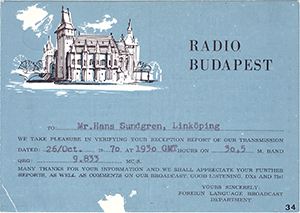 RADIO
BUDAPEST
To Mr.Hans Sundgren, Linköping
WE TAKE PLEASURE IN VERIFYING YOUR RECEPTION REPORT OF OUR TRANSMISSION
DATED: 26/Oct. 1970 AT 1930 GMT HOURS ON 30,5 M. BAND
QRG: 9.833 MC/S.
MANY THANKS FOR YOUR INFORMATION AND WE SHALL APPRECIATE YOUR FURTHER
REPORTS, AS WELL AS COMMENTS ON OUR BROADCAST. GOOD LISTENING, DXs AND 73s!
YOURS SINCERELY
FOREIGN LANGUAGE BROADCAST
DEPARTMENT
34